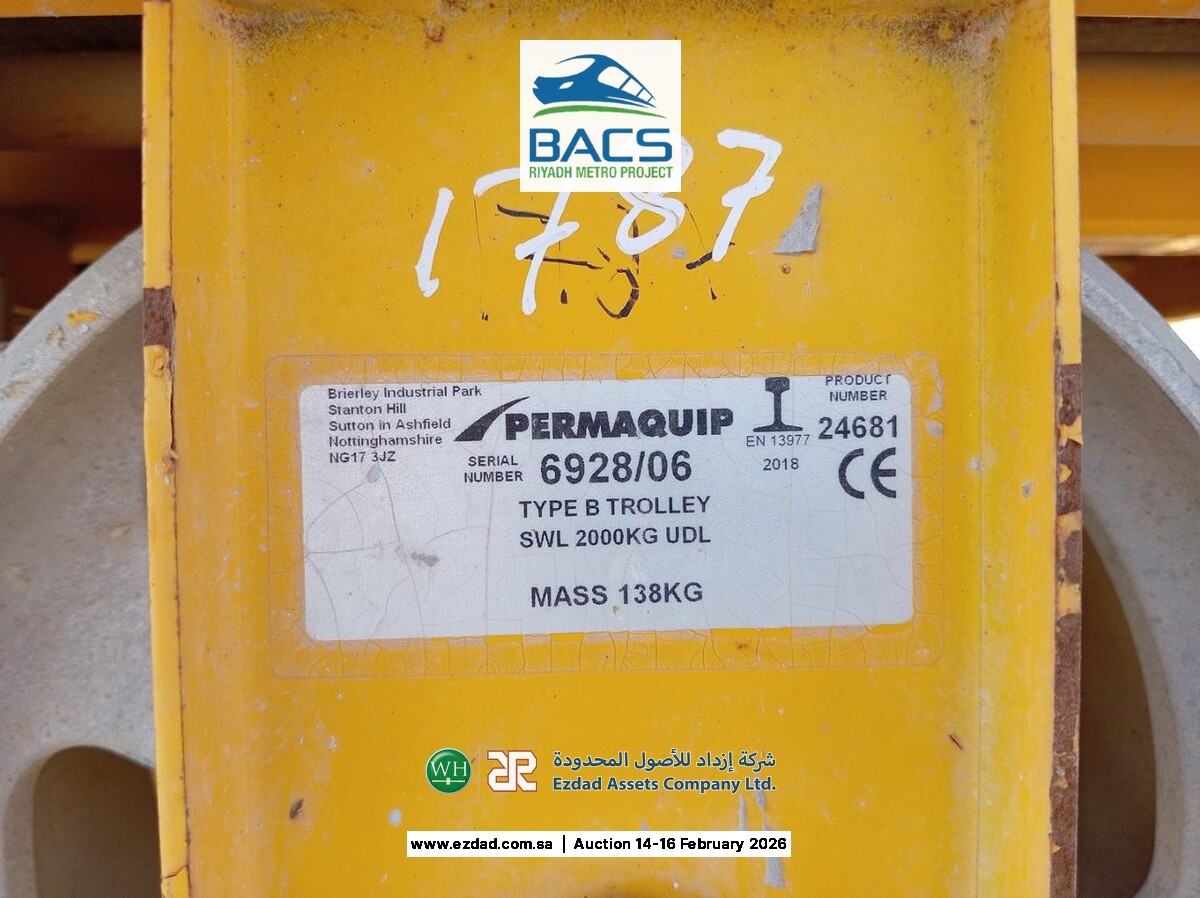 BACS
RIYADH METRO PROJECT
1787
Brierley Industrial Park
Stanton Hill
Sutton in Ashfield
Nottinghamshire
NG17 3JZ
PERMAQUIP
EN 13977
2018
PRODUCT
NUMBER
24681
CE
SERIAL
NUMBER 6928/06
TYPE B TROLLEY
SWL 2000KG UDL
MASS 138KG
WH
شركة إزداد للأصول المحدودة
Ezdad Assets Company Ltd.
www.ezdad.com.sa | Auction 14-16 February 2026